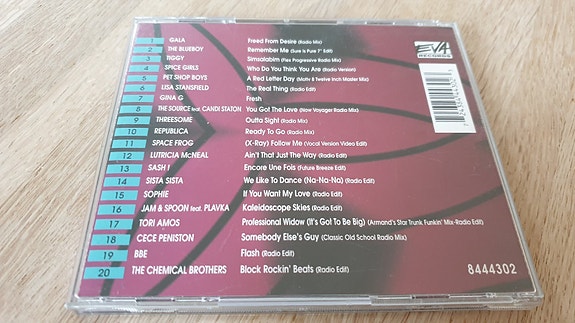 EVA
RECORDS
1 GALA Freed From Desire (Radio Mix)
2 THE BLUEBOY Remember Me (Sure Is Pure 7" Edit)
3 TIGGY Simsalabim (Fles Progressive Radio Mix)
4 SPICE GIRLS Who Do You Think You Are (Radio Version)
5 PET SHOP BOYS A Red Letter Day (Motiv 8 Twelve Inch Master Mix)
6 LISA STANSFIELD The Real Thing (Radio Edit)
7 GINA G Fresh
8 THE SOURCE feat. CANDI STATON You Got The Love (Now Voyager Radio Mix)
9 THREESOME Outta Sight (Radio Mix)
10 REPUBLICA Ready To Go (Radio Mix)
11 SPACE FROG (X-Ray) Follow Me (Vocal Version Video Edit)
12 LUTRICIA McNEAL Ain't That Just The Way (Radio Edit)
13 SASH ! Encore Une Fois (Future Breeze Edit)
14 SISTA SISTA We Like To Dance (Na-Na-Na) (Radio Edit)
15 SOPHIE If You Want My Love (Radio Edit)
16 JAM & SPOON feat. PLAVKA Kaleidoscope Skies (Radio Edit)
17 TORI AMOS Professional Widow (It's Got To Be Big) (Armand's Star Trunk Funkin' Mix-Radio Edit)
18 CECE PENISTON Somebody Else's Guy (Classic Old School Radio Mix)
19 BBE Flash (Radio Edit)
20 THE CHEMICAL BROTHERS Block Rockin' Beats (Radio Edit)
8444302